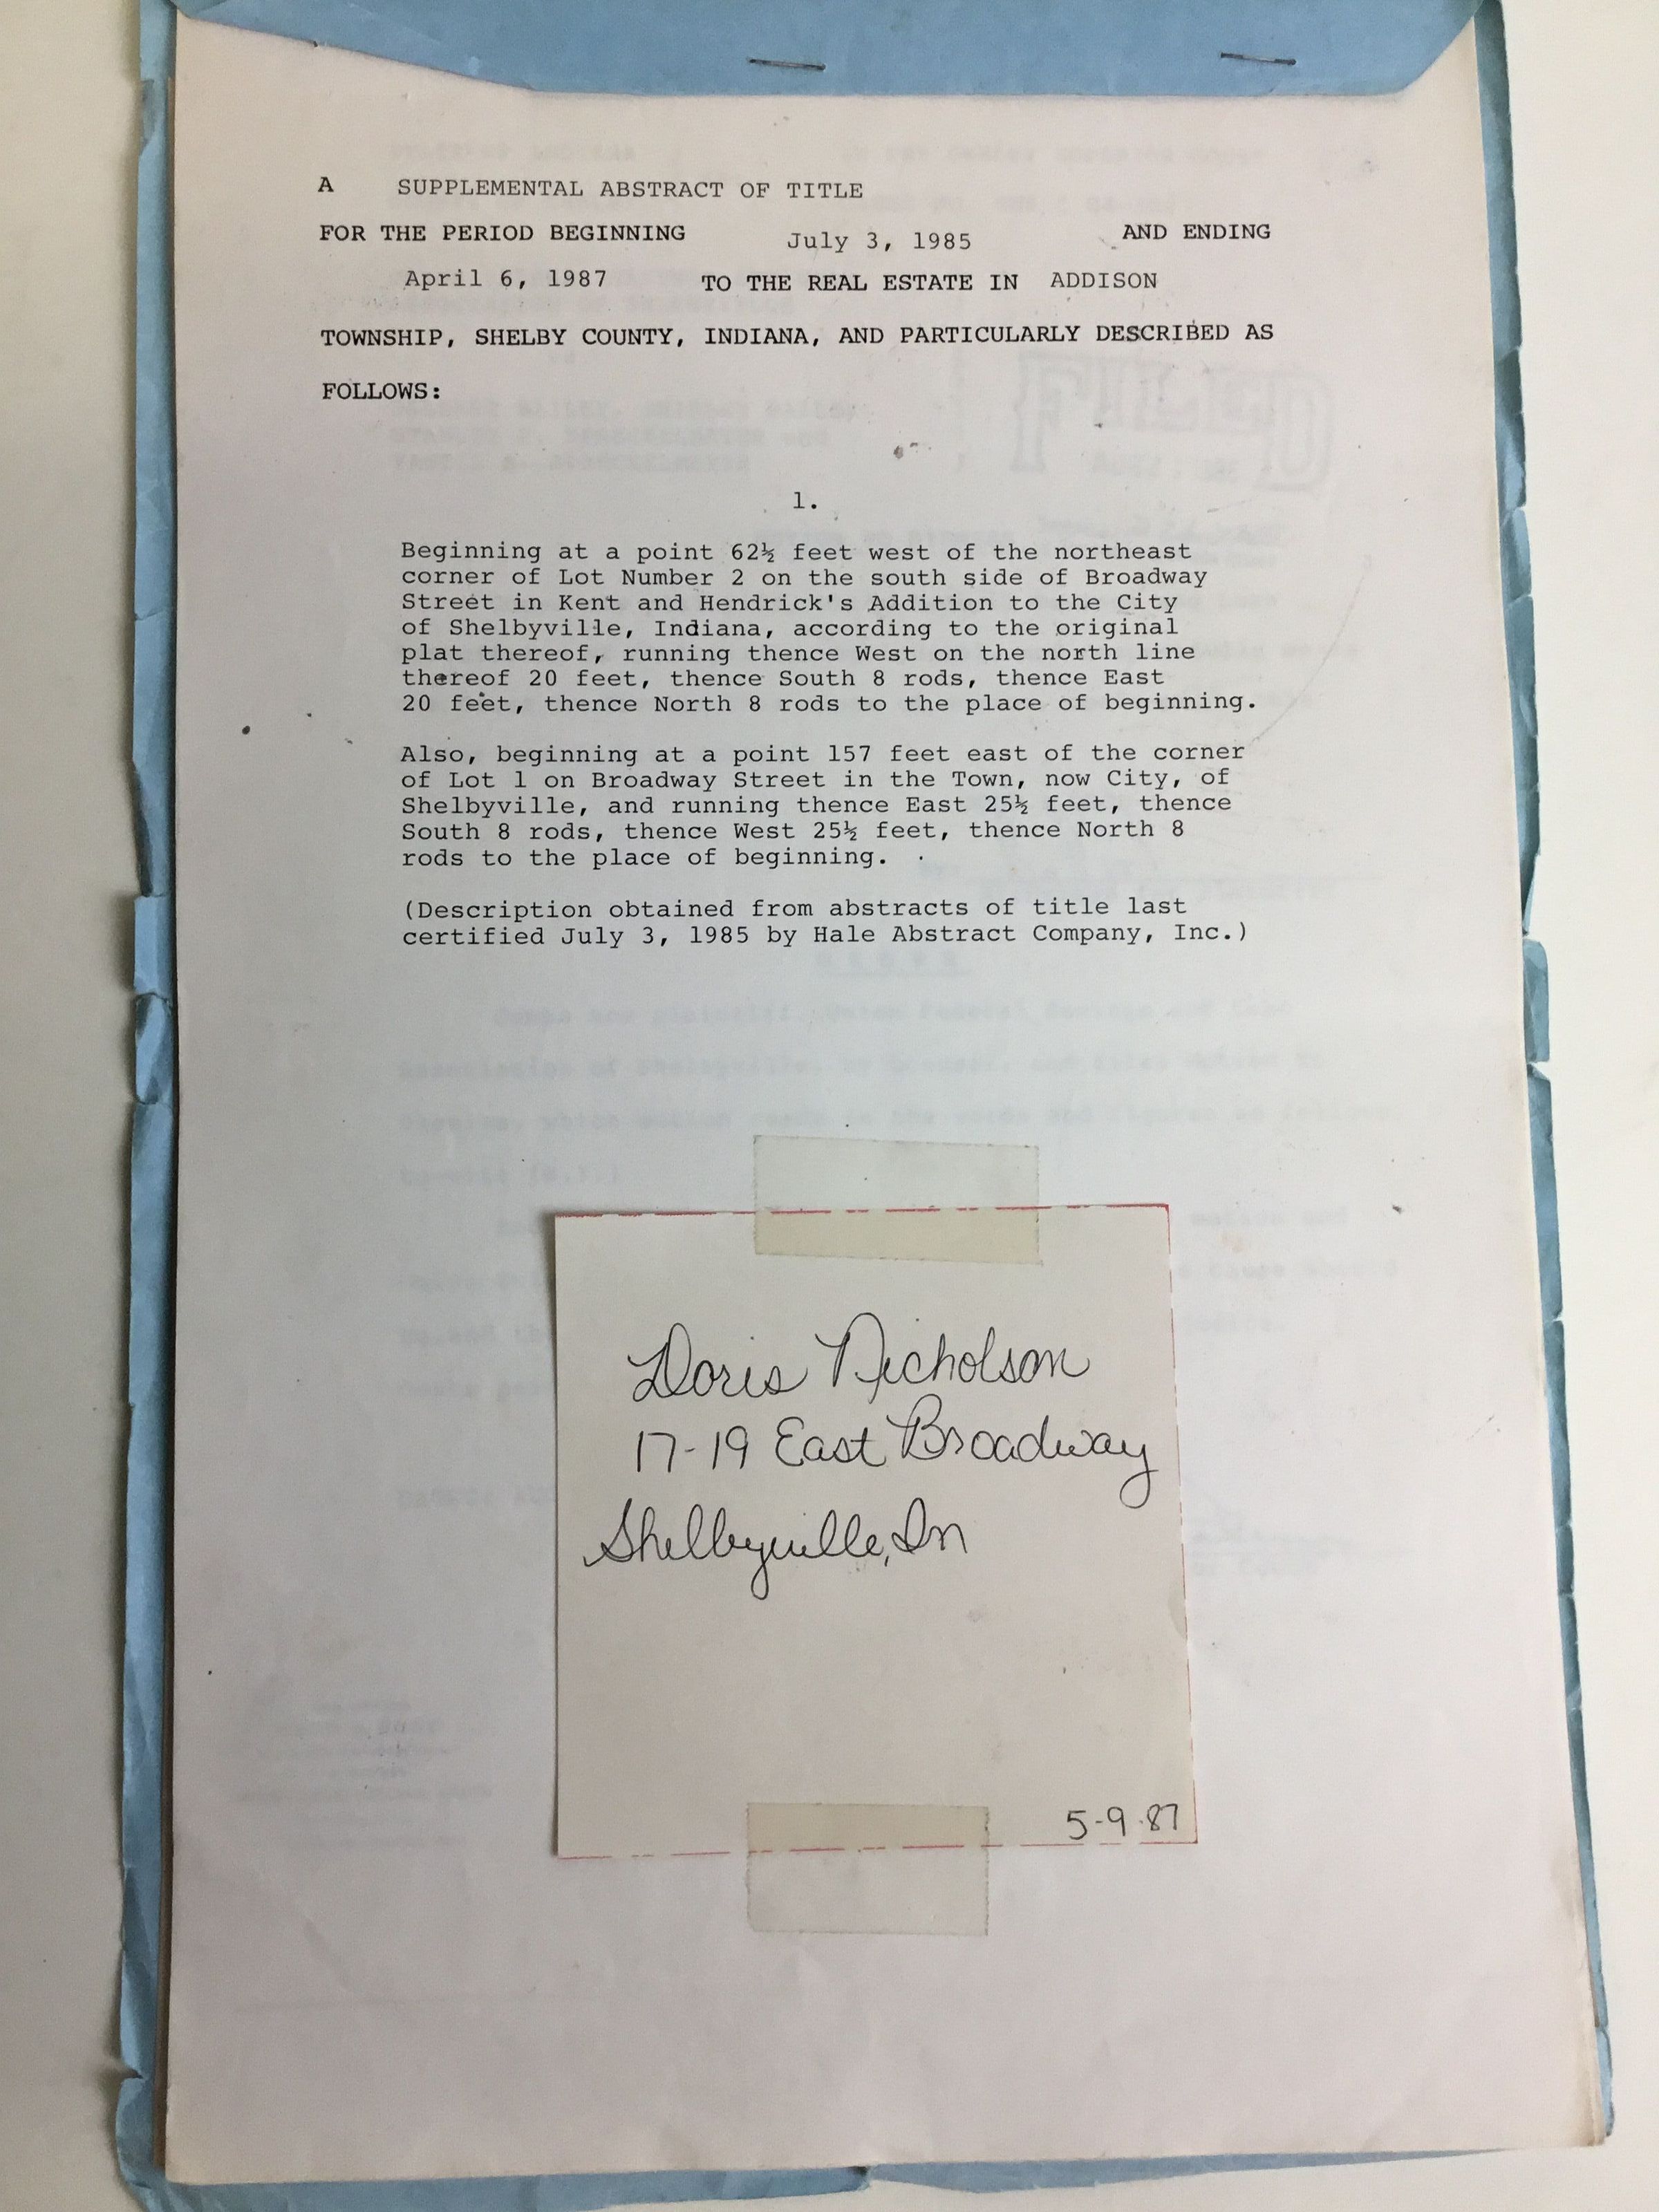 A SUPPLEMENTAL ABSTRACT OF TITLE
FOR THE PERIOD BEGINNING July 3, 1985 AND ENDING
April 6, 1987 TO THE REAL ESTATE IN ADDISON
TOWNSHIP, SHELBY COUNTY, INDIANA, AND PARTICULARLY DESCRIBED AS
FOLLOWS:
1.
Beginning at a point 62½ feet west of the northeast
corner of Lot Number 2 on the south side of Broadway
Street in Kent and Hendrick's Addition to the City
of Shelbyville, Indiana, according to the original
plat thereof, running thence West on the north line
thereof 20 feet, thence South 8 rods, thence East
20 feet, thence North 8 rods to the place of beginning.
Also, beginning at a point 157 feet east of the corner
of Lot 1 on Broadway Street in the Town, now City, of
Shelbyville, and running thence East 25½ feet, thence
South 8 rods, thence West 25½ feet, thence North 8
rods to the place of beginning.
(Description obtained from abstracts of title last
certified July 3, 1985 by Hale Abstract Company, Inc.)
Doris Nicholson
17-19 East Broadway
Shelbyville, In
5-9-87